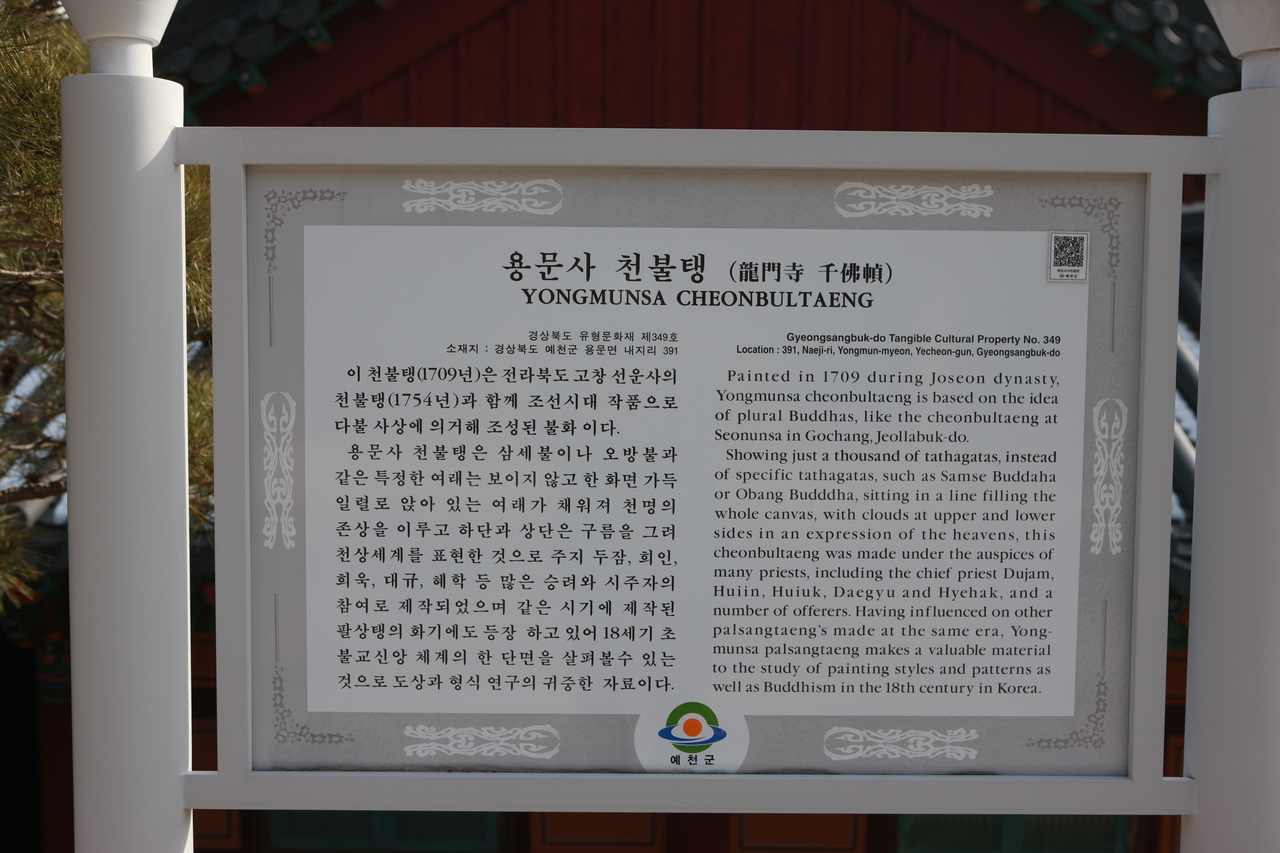 용문사 천불탱 (龍門寺 千佛幀)
YONGMUNSA CHEONBULTAENG
경상북도 유형문화재 제349호
소재지 : 경상북도 예천군 용문면 내지리 391
이 천불탱(1709년)은 전라북도 고창 선운사의
천불탱(1754년)과 함께 조선시대 작품으로
다불 사상에 의거해 조성된 불화 이다.
용문사 천불탱은 삼세불이나 오방불과
같은 특정한 여래는 보이지 않고 한 화면 가득
일렬로 앉아 있는 여래가 채워져 천명의
존상을 이루고 하단과 상단은 구름을 그려
천상세계를 표현한 것으로 주지 두잠, 회인,
희욱, 대규, 혜학 등 많은 승려와 시주자의
참여로 제작되었으며 같은 시기에 제작된
팔상탱의 화기에도 등장 하고 있어 18세기 초
불교신앙 체계의 한 단면을 살펴볼수 있는
것으로 도상과 형식 연구의 귀중한 자료이다.
Gyeongsangbuk-do Tangible Cultural Property No. 349
Location : 391, Naeji-ri, Yongmun-myeon, Yecheon-gun, Gyeongsangbuk-do
Painted in 1709 during Joseon dynasty,
Yongmunsa cheonbultaeng is based on the idea
of plural Buddhas, like the cheonbultaeng at
Seonunsa in Gochang, Jeollabuk-do.
Showing just a thousand of tathagatas, instead
of specific tathagatas, such as Samse Buddaha
or Obang Budddha, sitting in a line filling the
whole canvas, with clouds at upper and lower
sides in an expression of the heavens, this
cheonbultaeng was made under the auspices of
many priests, including the chief priest Dujam,
Huiin, Huiuk, Daegyu and Hyehak, and a
number of offerers. Having influenced on other
palsangtaeng's made at the same era, Yong-
munsa palsangtaeng makes a valuable material
to the study of painting styles and patterns as
well as Buddhism in the 18th century in Korea.
예천군